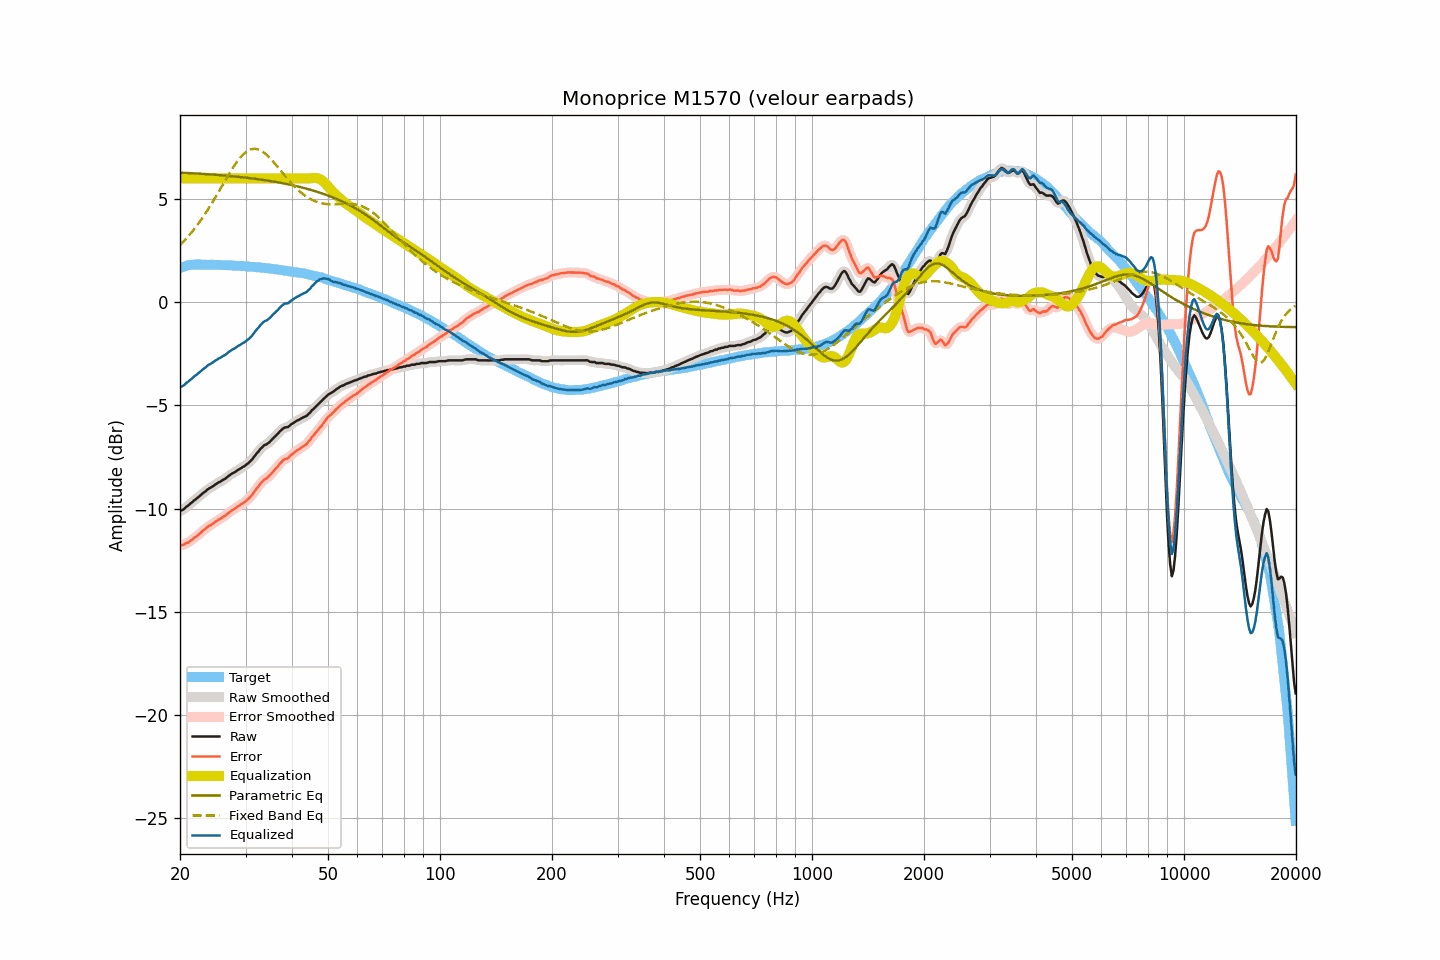 Monoprice M1570 (velour earpads)
Amplitude (dBr)
5
0
−5
−10
−15
−20
−25
Target
Raw Smoothed
Error Smoothed
Raw
Error
Equalization
Parametric Eq
Fixed Band Eq
Equalized
20 50 100 200 500 1000 2000 5000 10000 20000
Frequency (Hz)